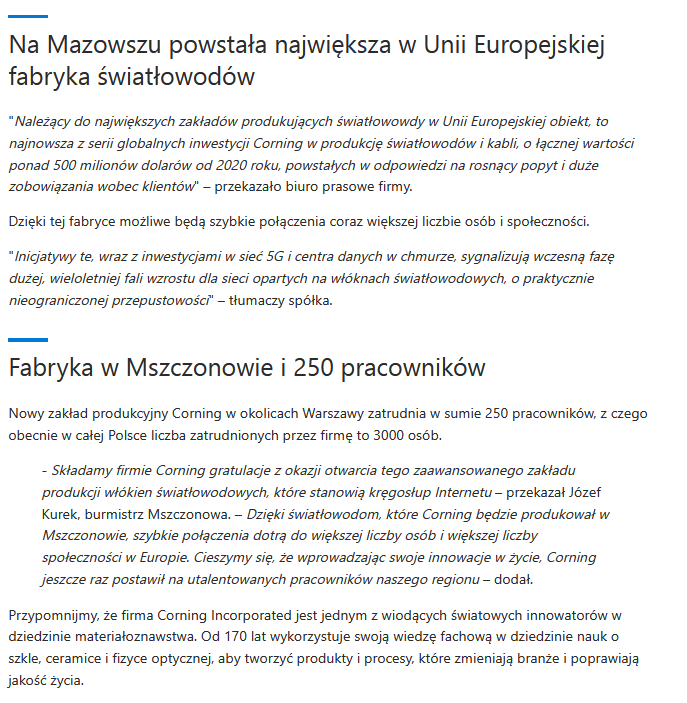 Na Mazowszu powstała największa w Unii Europejskiej
fabryka światłowodów
"Należący do największych zakładów produkujących światłowowdy w Unii Europejskiej obiekt, to
najnowsza z serii globalnych inwestycji Corning w produkcję światłowodów i kabli, o łącznej wartości
ponad 500 milionów dolarów od 2020 roku, powstałych w odpowiedzi na rosnący popyt i duże
zobowiązania wobec klientów" – przekazało biuro prasowe firmy.
Dzięki tej fabryce możliwe będą szybkie połączenia coraz większej liczbie osób i społeczności.
"Inicjatywy te, wraz z inwestycjami w sieć 5G i centra danych w chmurze, sygnalizują wczesną fazę
dużej, wieloletniej fali wzrostu dla sieci opartych na włóknach światłowodowych, o praktycznie
nieograniczonej przepustowości" – tłumaczy spółka.
Fabryka w Mszczonowie i 250 pracowników
Nowy zakład produkcyjny Corning w okolicach Warszawy zatrudnia w sumie 250 pracowników, z czego
obecnie w całej Polsce liczba zatrudnionych przez firmę to 3000 osób.
- Składamy firmie Corning gratulacje z okazji otwarcia tego zaawansowanego zakładu
produkcji włókien światłowodowych, które stanowią kręgosłup Internetu – przekazał Józef
Kurek, burmistrz Mszczonowa. – Dzięki światłowodom, które Corning będzie produkował w
Mszczonowie, szybkie połączenia dotrą do większej liczby osób i większej liczby
społeczności w Europie. Cieszymy się, że wprowadzając swoje innowacje w życie, Corning
jeszcze raz postawił na utalentowanych pracowników naszego regionu – dodał.
Przypomnijmy, że firma Corning Incorporated jest jednym z wiodących światowych innowatorów w
dziedzinie materiałoznawstwa. Od 170 lat wykorzystuje swoją wiedzę fachową w dziedzinie nauk o
szkle, ceramice i fizyce optycznej, aby tworzyć produkty i procesy, które zmieniają branże i poprawiają
jakość życia.